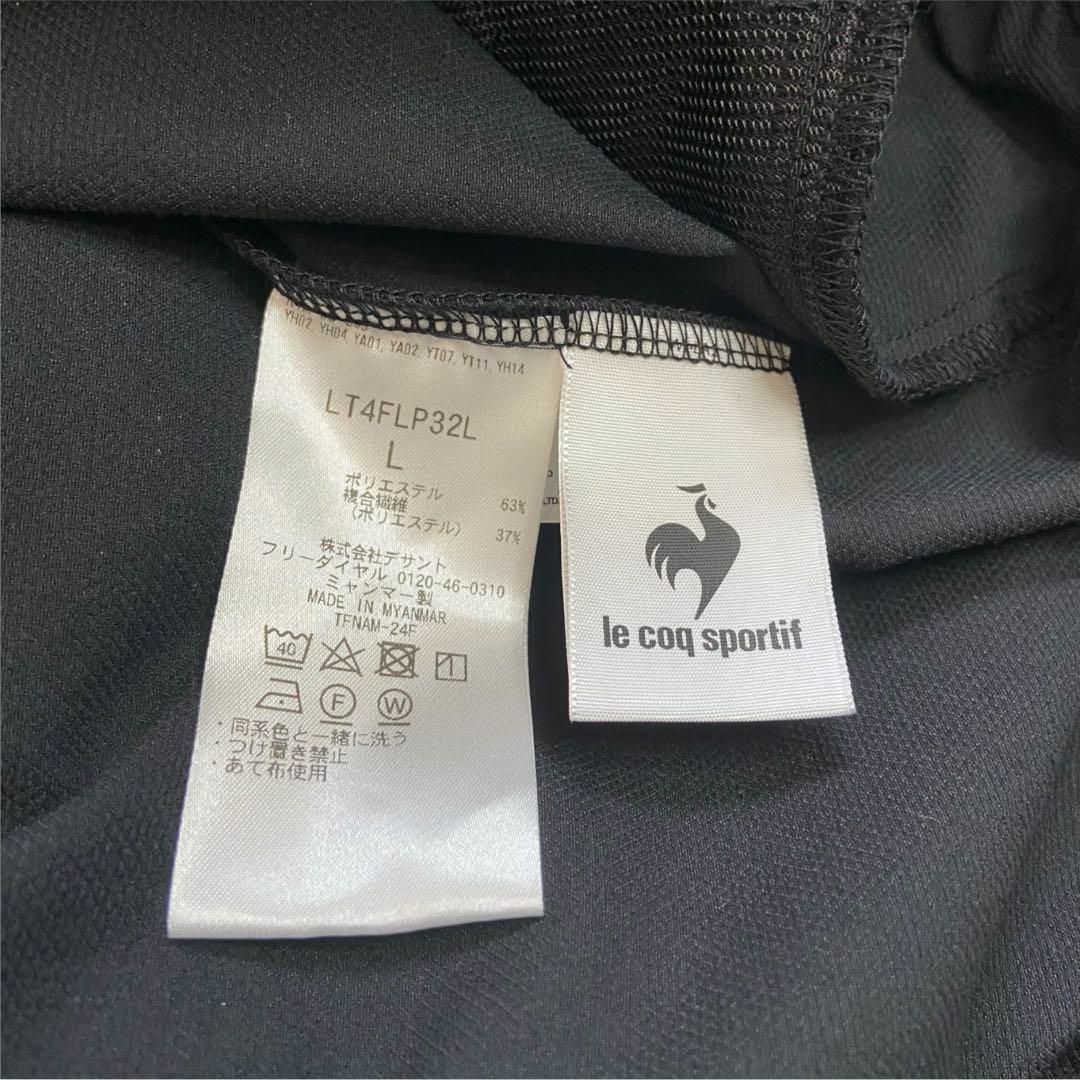 YH02, YH04, YA01, YA02, YT07, YT11, YH14
LT4FLP32L
L
ポリエステル 63%
複合繊維
(ポリエステル) 37%
株式会社デサント
フリーダイヤル 0120-46-0310
ミャンマー製
MADE IN MYANMAR
TFNAM-24F
40
F W
・同系色と一緒に洗う
・つけ置き禁止
・あて布使用
LTD.
le coq sportif